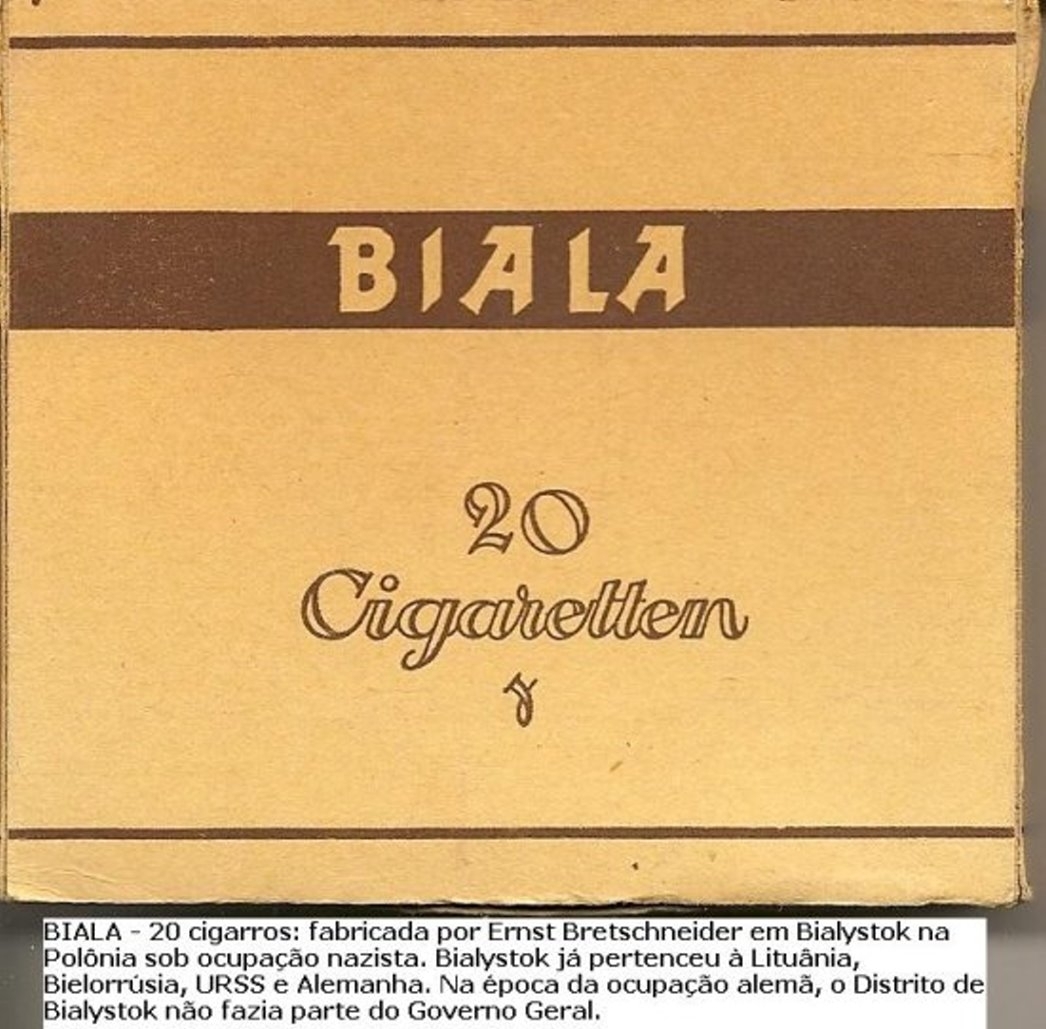 BIALA
20
Cigaretten
BIALA - 20 cigarros: fabricada por Ernst Bretschneider em Bialystok na
Polônia sob ocupação nazista. Bialystok já pertenceu à Lituânia,
Bielorrúsia, URSS e Alemanha. Na época da ocupação alemã, o Distrito de
Bialystok não fazia parte do Governo Geral.